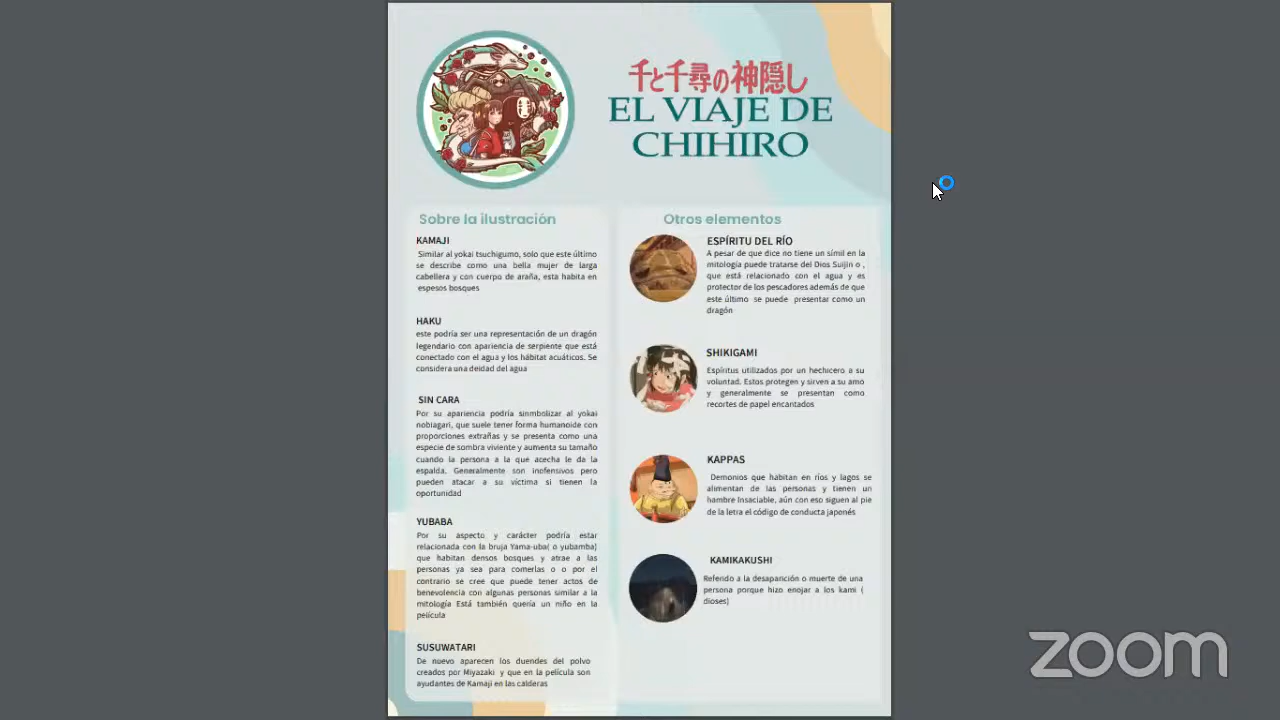 千と千尋の神隠し
EL VIAJE DE
CHIHIRO
Sobre la ilustración
KAMAJI
Similar al yokai tsuchigumo, solo que este último
se describe como una bella mujer de larga
cabellera y con cuerpo de araña, esta habita en
espesos bosques
HAKU
este podría ser una representación de un dragón
legendario con apariencia de serpiente que está
conectado con el agua y los hábitat acuáticos. Se
considera una deidad del agua
SIN CARA
Por su apariencia podría sinmbolizar al yokai
nobiagari, que suele tener forma humanoide con
proporciones extrañas y se presenta como una
especie de sombra viviente y aumenta su tamaño
cuando la persona a la que acecha le da la
espalda. Generalmente son inofensivos pero
pueden atacar a su víctima si tienen la
oportunidad
YUBABA
Por su aspecto y carácter podría estar
relacionada con la bruja Yama-uba( o yubamba)
que habitan densos bosques y atrae a las
personas ya sea para comerlas o o por el
contrario se cree que puede tener actos de
benevolencia con algunas personas similar a la
mitología Está también quería un niño en la
película
SUSUWATARI
De nuevo aparecen los duendes del polvo
creados por Miyazaki y que en la película son
ayudantes de Kamaji en las calderas
Otros elementos
ESPÍRITU DEL RÍO
A pesar de que dice no tiene un símil en la
mitología puede tratarse del Dios Suijin o ,
que está relacionado con el agua y es
protector de los pescadores además de que
este último se puede presentar como un
dragón
SHIKIGAMI
Espíritus utilizados por un hechicero a su
voluntad. Estos protegen y sirven a su amo
y generalmente se presentan como
recortes de papel encantados
KAPPAS
Demonios que habitan en ríos y lagos se
alimentan de las personas y tienen un
hambre insaciable, aún con eso siguen al pie
de la letra el código de conducta japonés
KAMIKAKUSHI
Referido a la desaparición o muerte de una
persona porque hizo enojar a los kami (
dioses)
zoom